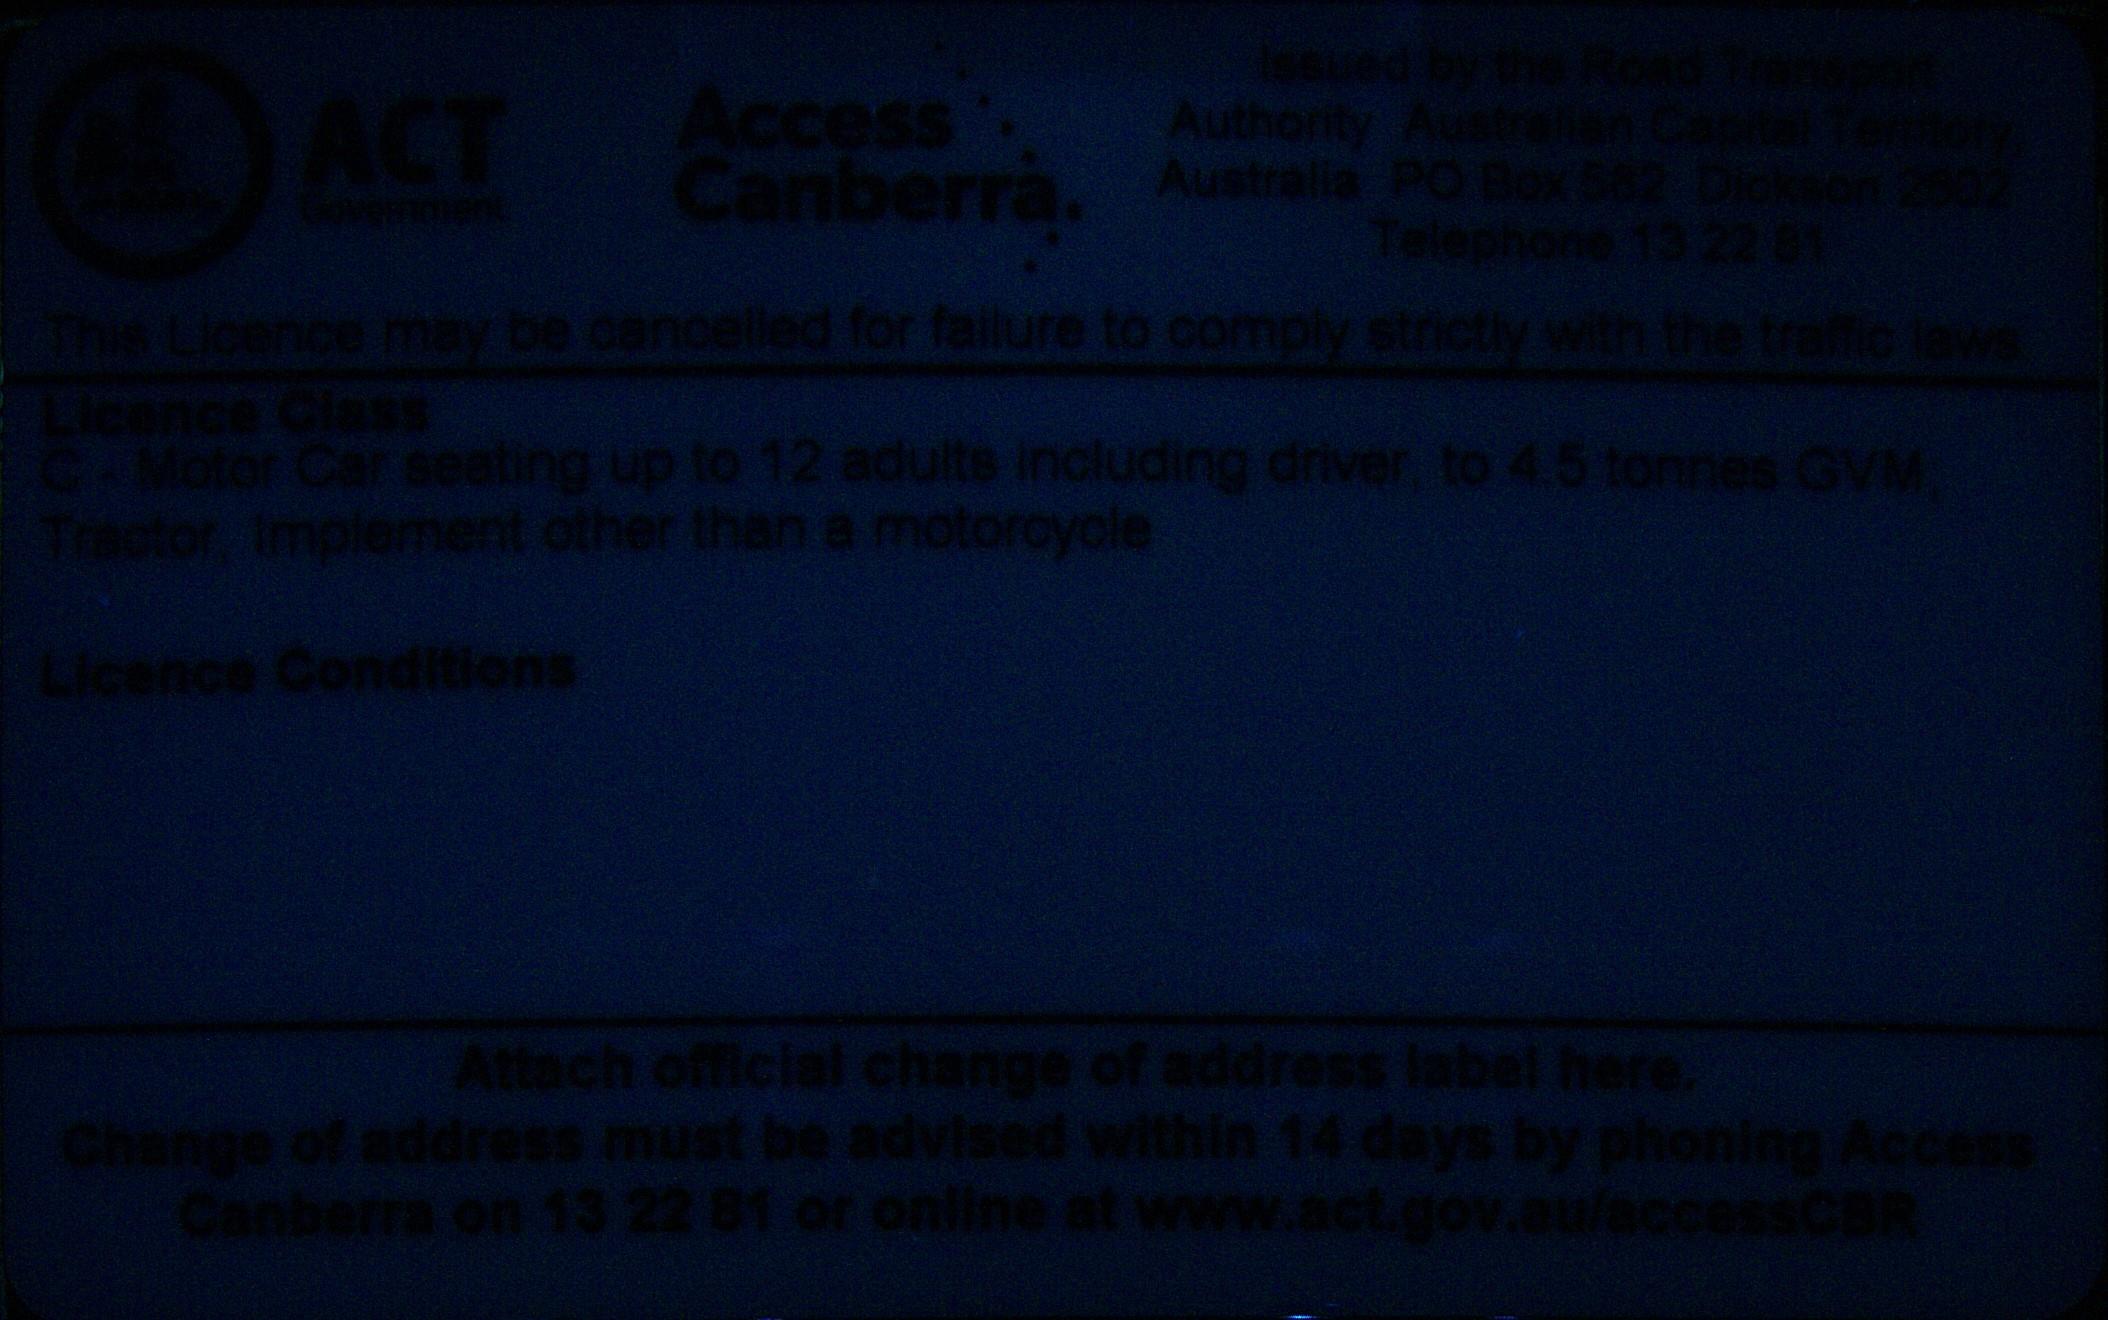 ACT
Government
Access
Canberra.
Issued by the Road Transport
Authority Australian Capital Territory,
Australia PO Box 582 Dickson 2602
Telephone 13 22 81
This Licence may be cancelled for failure to comply strictly with the traffic laws
Licence Class
C - Motor Car seating up to 12 adults including driver, to 4.5 tonnes GVM,
Tractor, Implement other than a motorcycle
Licence Conditions
Attach official change of address label here.
Change of address must be advised within 14 days by phoning Access
Canberra on 13 22 81 or online at www.act.gov.au/accessCBR